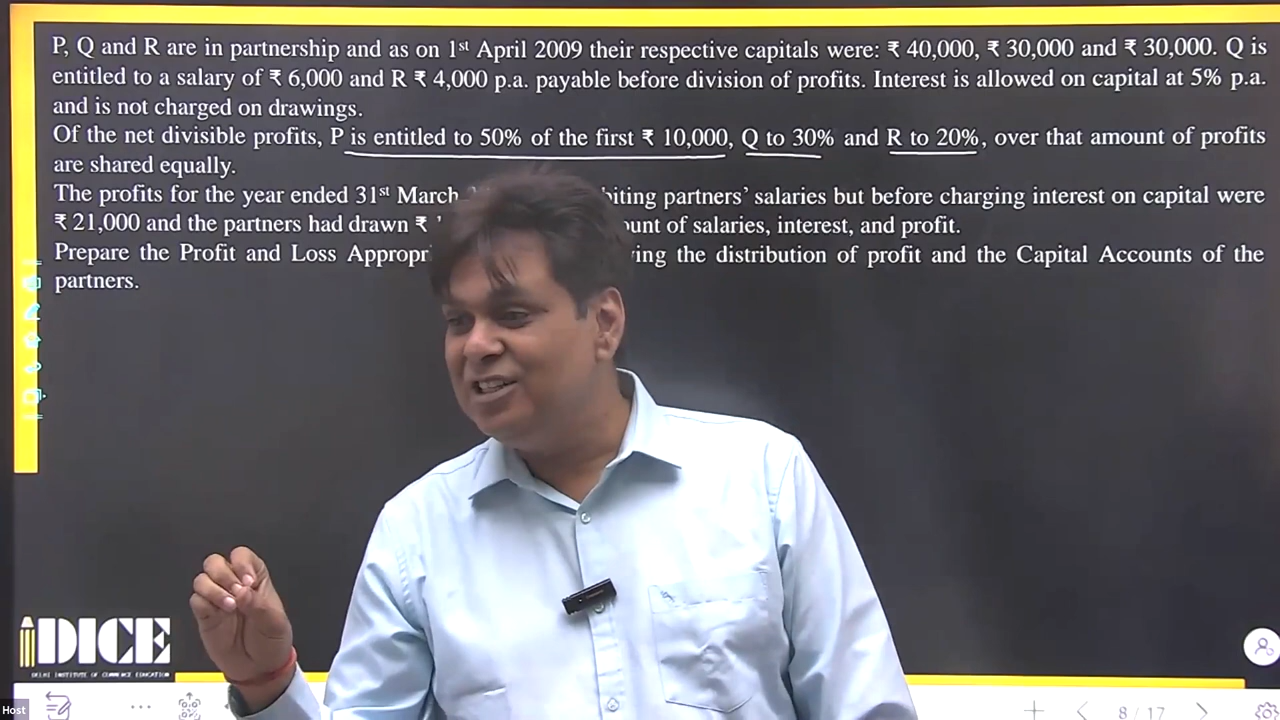 P, Q and R are in partnership and as on 1st April 2009 their respective capitals were: ₹ 40,000, ₹ 30,000 and ₹ 30,000. Q is
entitled to a salary of ₹ 6,000 and R ₹ 4,000 p.a. payable before division of profits. Interest is allowed on capital at 5% p.a.
and is not charged on drawings.
Of the net divisible profits, P is entitled to 50% of the first ₹ 10,000, Q to 30% and R to 20%, over that amount of profits
are shared equally.
The profits for the year ended 31st March biting partners' salaries but before charging interest on capital were
₹ 21,000 and the partners had drawn ₹ ount of salaries, interest, and profit.
Prepare the Profit and Loss Appropri ving the distribution of profit and the Capital Accounts of the
partners.
DICE
DELHI INSTITUTE OF COMMERCE EDUCATION
Host
8 / 17